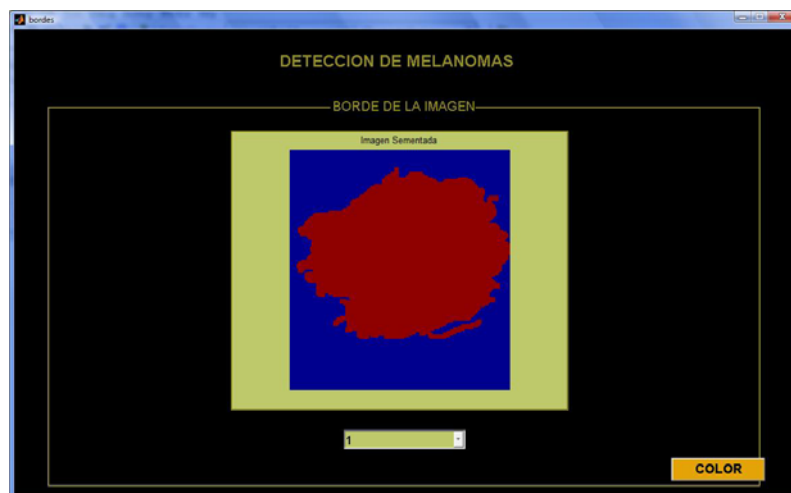 bordes
DETECCION DE MELANOMAS
BORDE DE LA IMAGEN
Imagen Sementada
1
COLOR